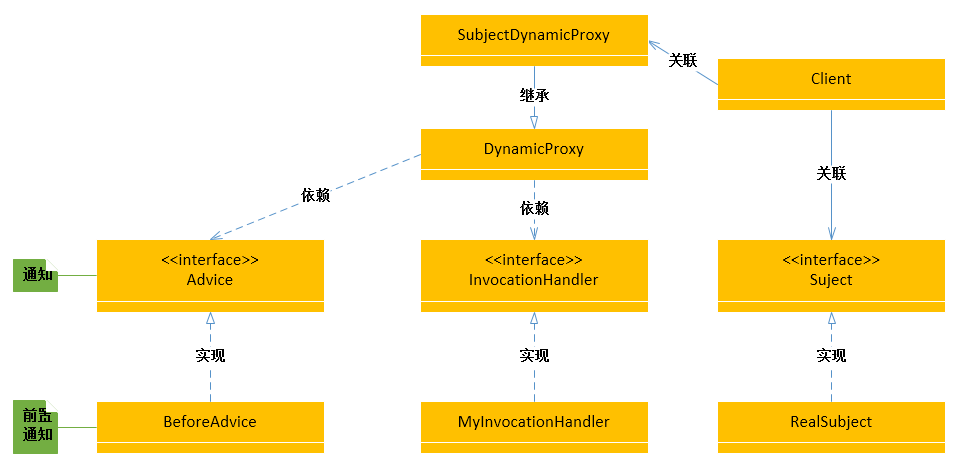 SubjectDynamicProxy
关联
Client
继承
DynamicProxy
依赖
依赖
关联
通知
<<interface>>
Advice
<<interface>>
InvocationHandler
<<interface>>
Suject
实现
实现
实现
前置
通知
BeforeAdvice
MyInvocationHandler
RealSubject